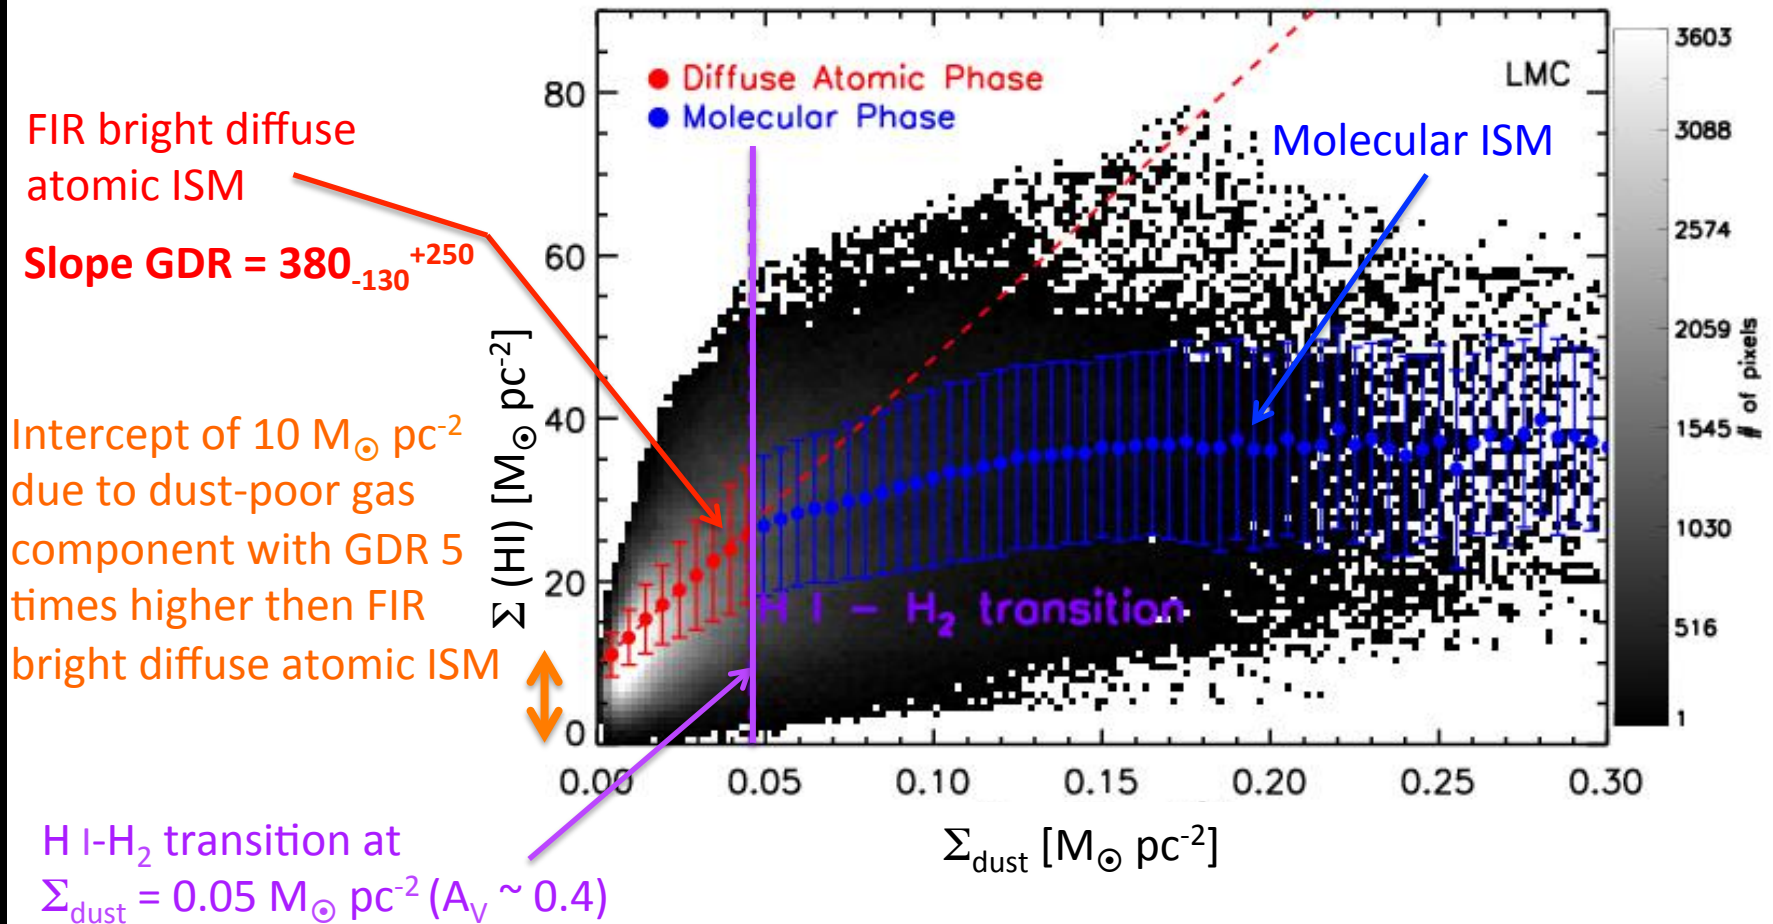 FIR bright diffuse
atomic ISM
Slope GDR = 380₋₁₃₀⁺²⁵⁰
Intercept of 10 M☉ pc⁻²
due to dust-poor gas
component with GDR 5
times higher then FIR
bright diffuse atomic ISM
H I-H₂ transition at
Σdust = 0.05 M☉ pc⁻² (Aᵥ ~ 0.4)
Diffuse Atomic Phase
Molecular Phase
LMC
Molecular ISM
H I – H₂ transition
Σ (HI) [M☉ pc⁻²]
80
60
40
20
0
0.00 0.05 0.10 0.15 0.20 0.25 0.30
Σdust [M☉ pc⁻²]
3603
3088
2574
2059
1545
1030
516
1
# of pixels